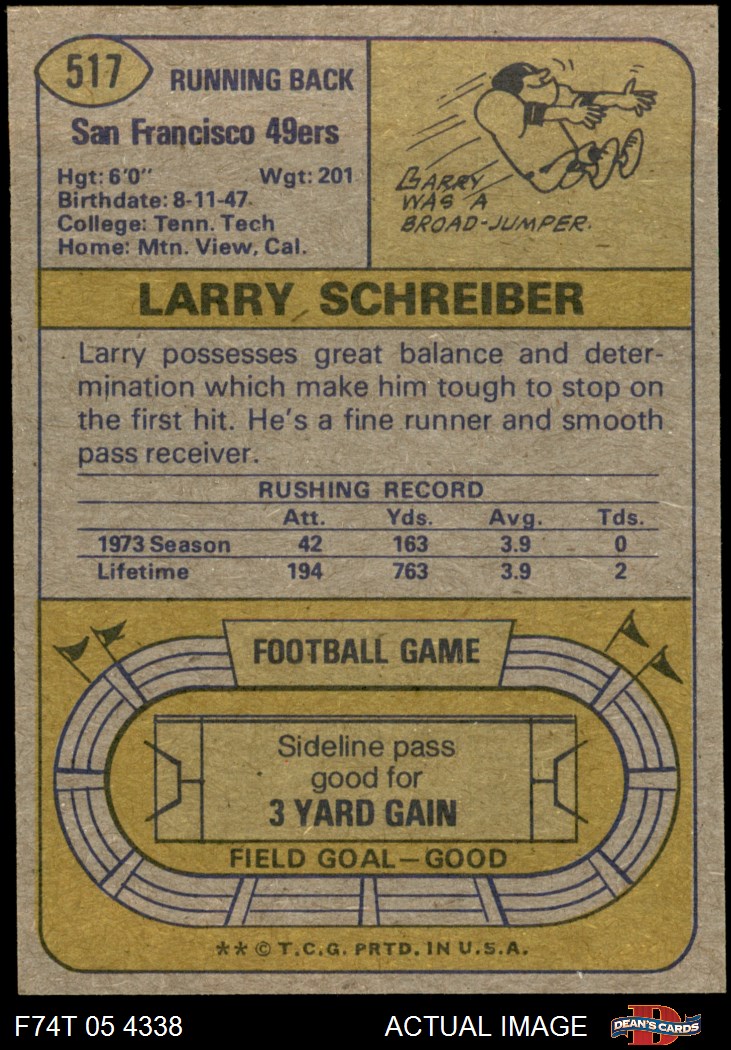 517
RUNNING BACK
San Francisco 49ers
Hgt: 6'0" Wgt: 201
Birthdate: 8-11-47.
College: Tenn. Tech
Home: Mtn. View, Cal.
LARRY
WAS A
BROAD-JUMPER.
LARRY SCHREIBER
Larry possesses great balance and deter-
mination which make him tough to stop on
the first hit. He's a fine runner and smooth
pass receiver.
RUSHING RECORD
Att. Yds. Avg. Tds.
1973 Season 42 163 3.9 0
Lifetime 194 763 3.9 2
FOOTBALL GAME
Sideline pass
good for
3 YARD GAIN
FIELD GOAL—GOOD
** © T.C.G. PRTD. IN U.S.A.
F74T 05 4338 ACTUAL IMAGE D DEAN'S CARDS